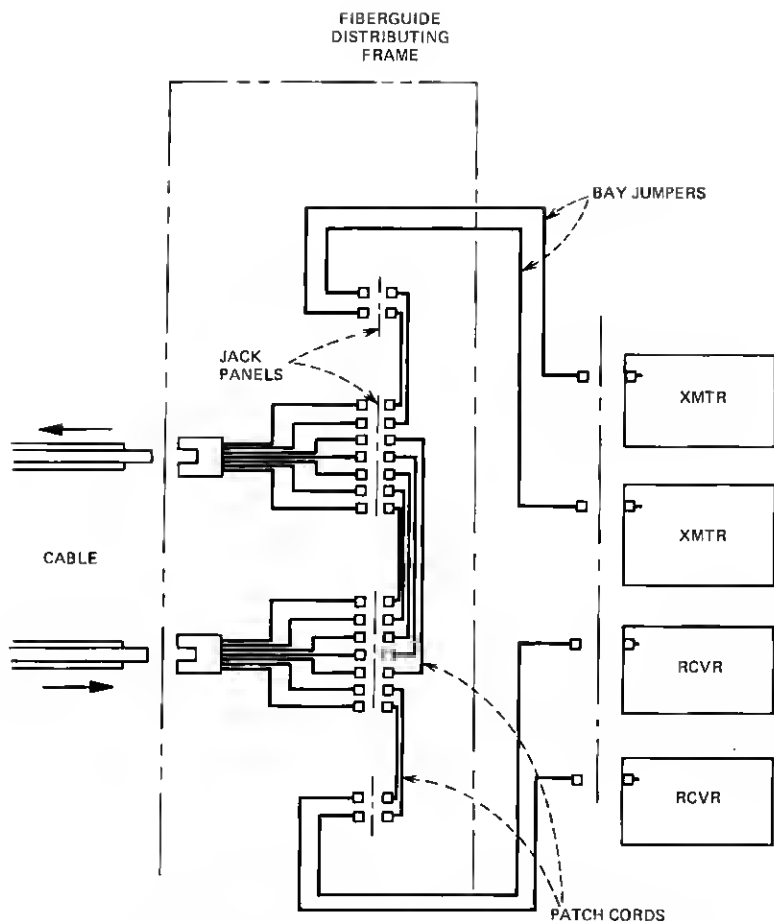 FIBERGUIDE
DISTRIBUTING
FRAME
BAY JUMPERS
JACK
PANELS
XMTR
XMTR
CABLE
RCVR
RCVR
PATCH CORDS